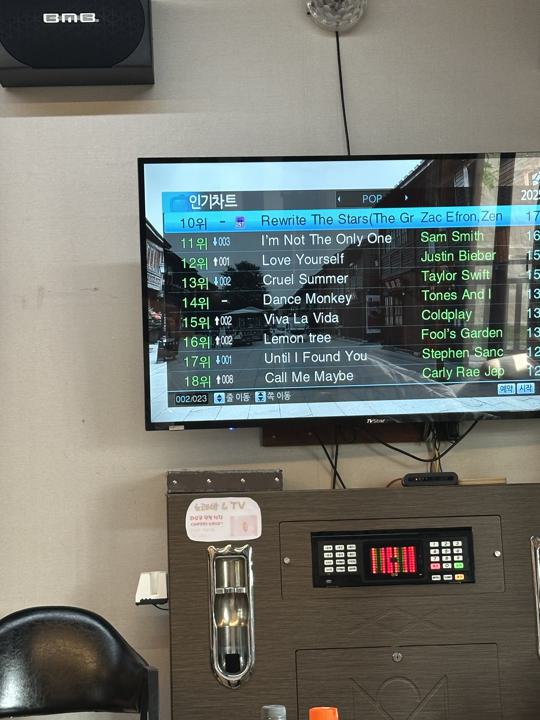 BMB
인기차트 POP 202
10위 - Rewrite The Stars(The Gr Zac Efron,Zen 17
11위 ⬇003 I'm Not The Only One Sam Smith 16
12위 ⬆001 Love Yourself Justin Bieber 15
13위 ⬇002 Cruel Summer Taylor Swift 15
14위 - Dance Monkey Tones And I 13
15위 ⬆002 Viva La Vida Coldplay 13
16위 ⬆002 Lemon tree Fool's Garden 13
17위 ⬇001 Until I Found You Stephen Sanc 12
18위 ⬆008 Call Me Maybe Carly Rae Jep 12
002/023 줄 이동 쪽 이동 예약 시작
TVStar
& TV